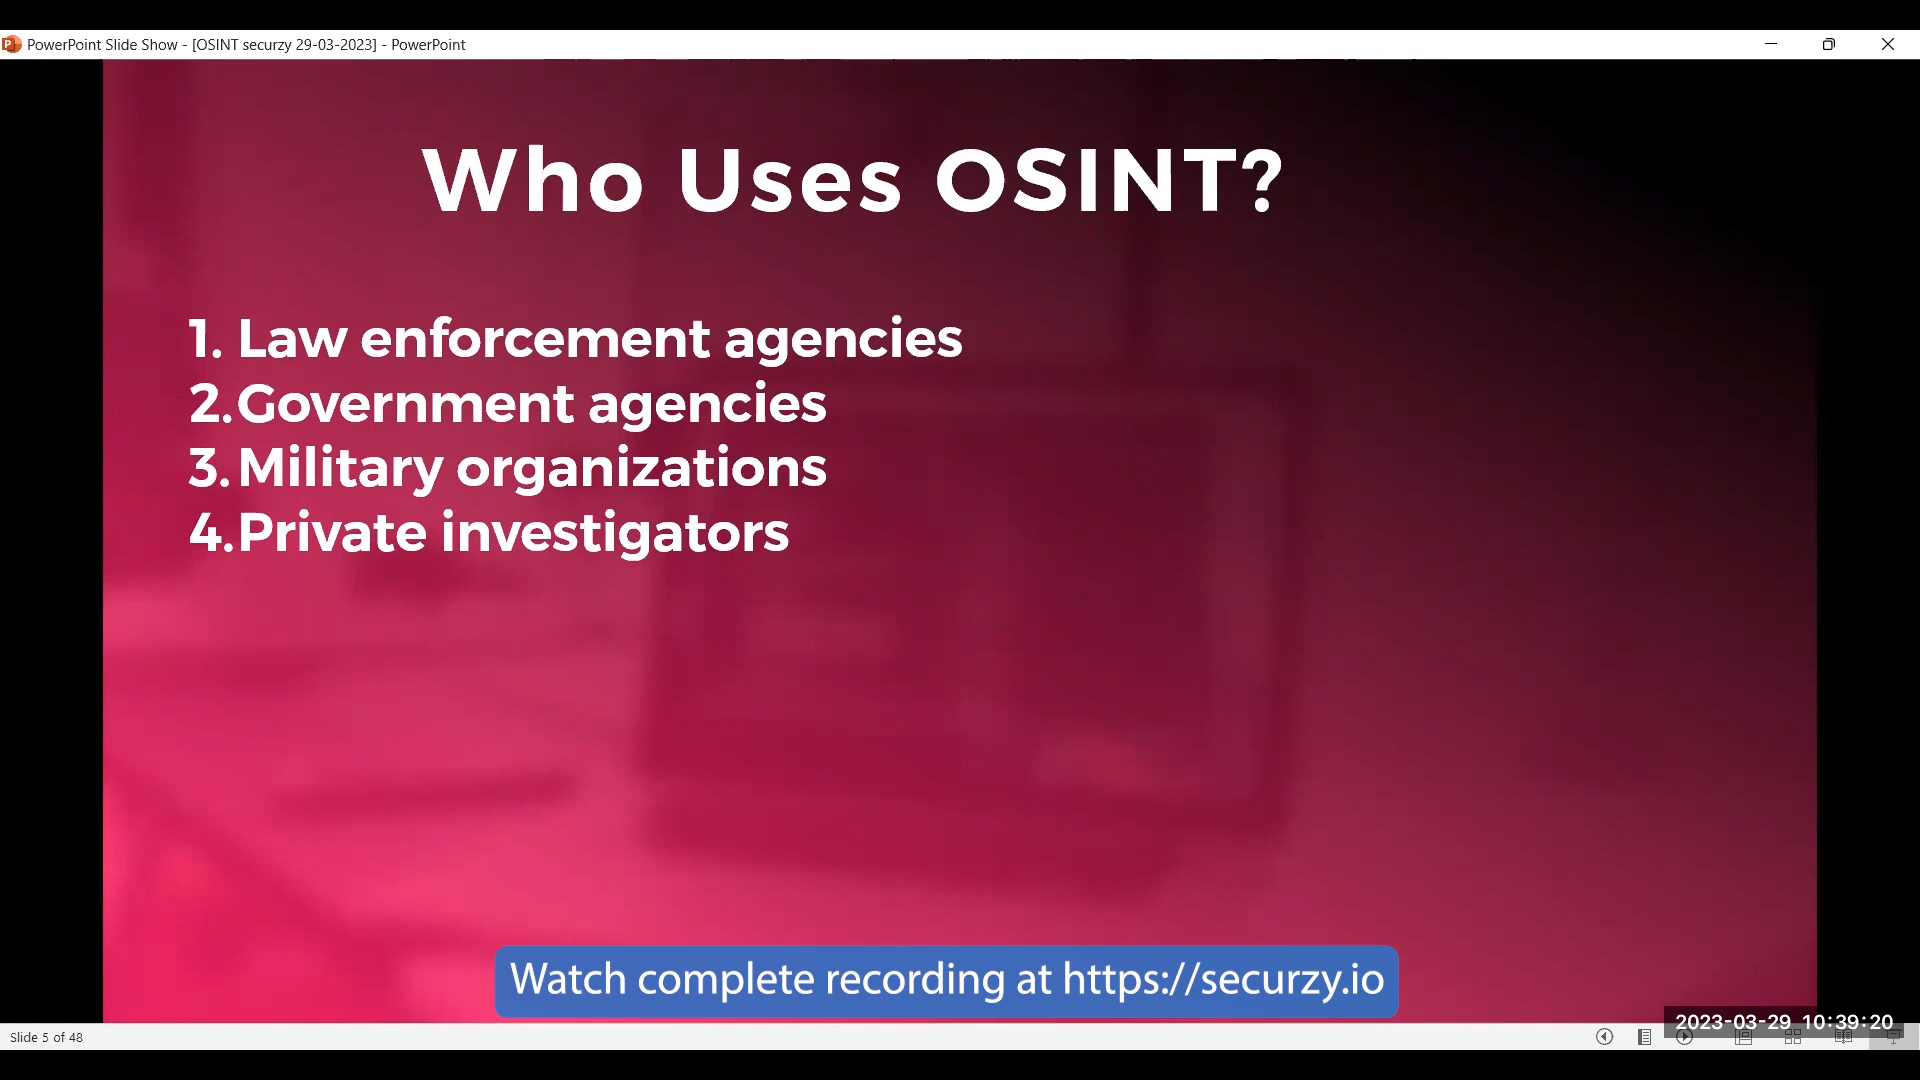 PowerPoint Slide Show - [OSINT securzy 29-03-2023] - PowerPoint
Who Uses OSINT?
1. Law enforcement agencies
2. Government agencies
3. Military organizations
4. Private investigators
Watch complete recording at https://securzy.io
2023-03-29 10:39:20
Slide 5 of 48